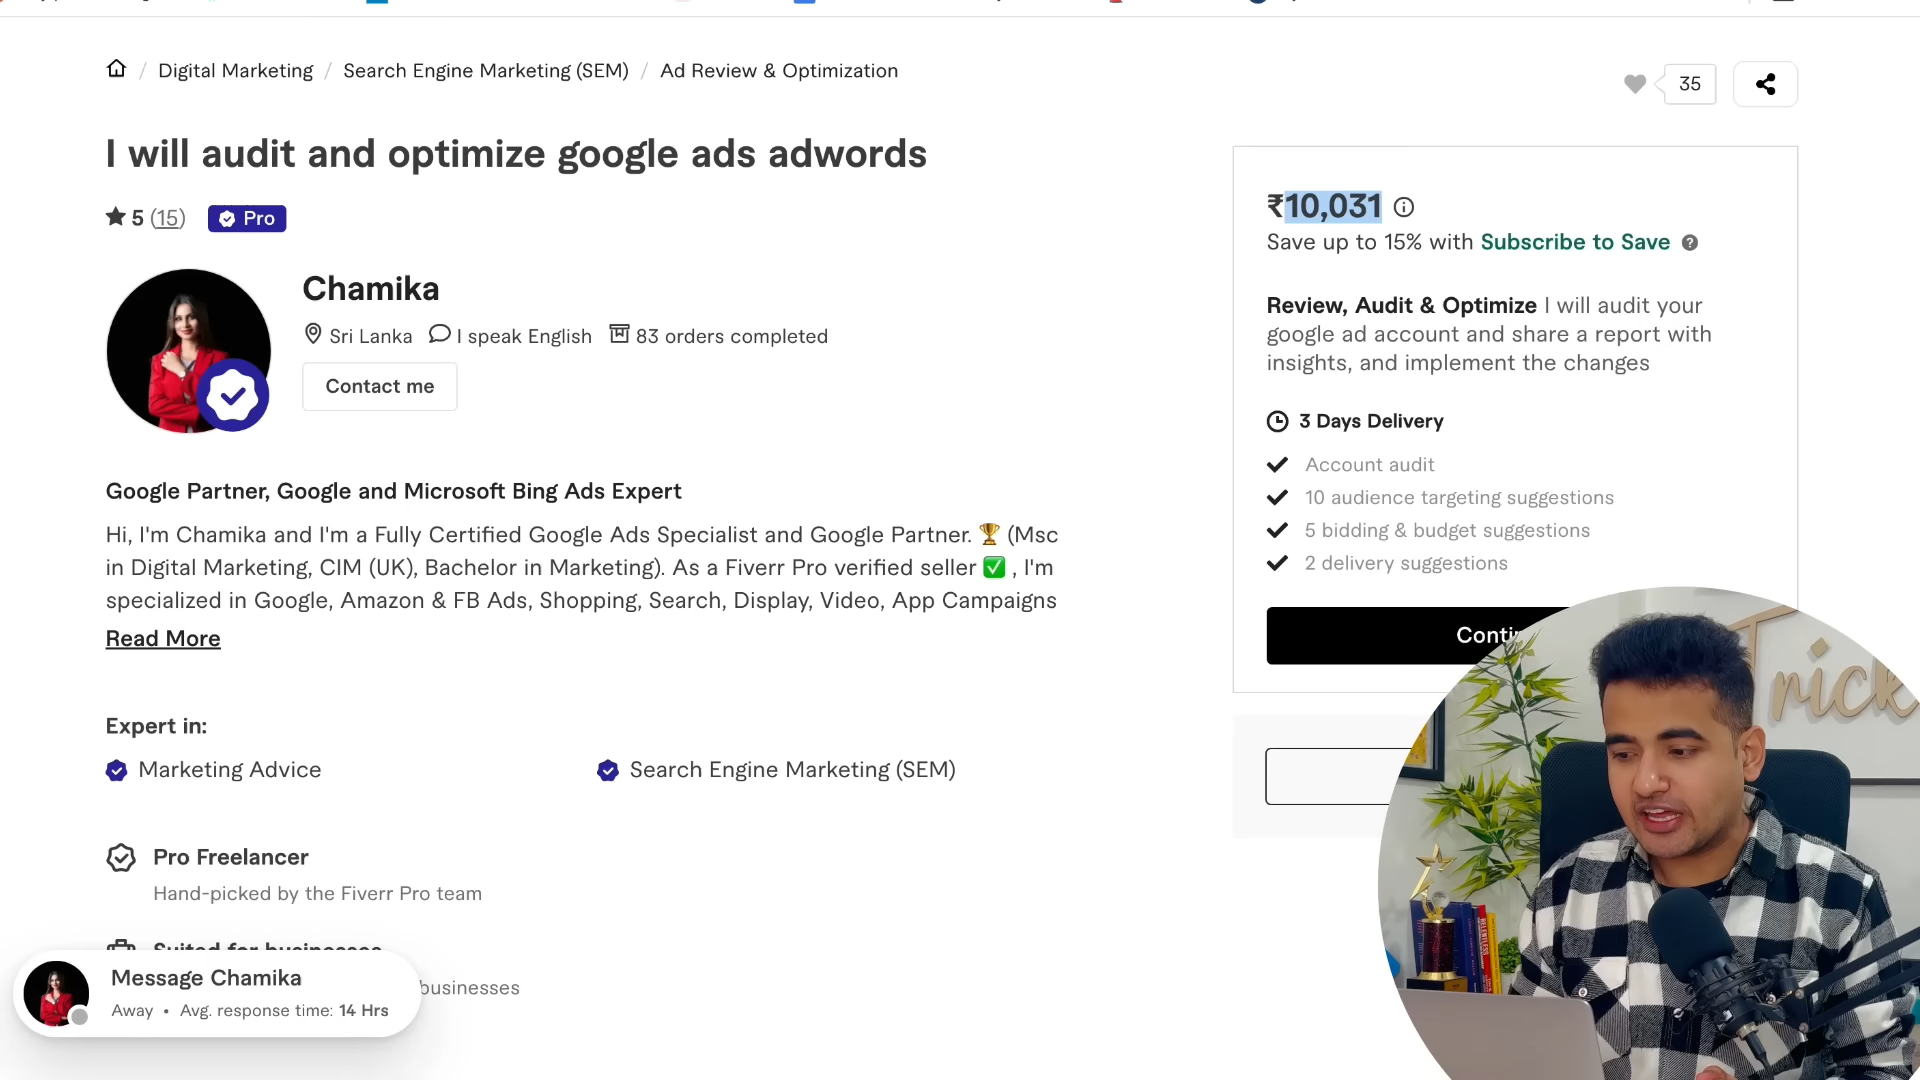 Digital Marketing / Search Engine Marketing (SEM) / Ad Review & Optimization
35
I will audit and optimize google ads adwords
5 (15) Pro
Chamika
Sri Lanka I speak English 83 orders completed
Contact me
Google Partner, Google and Microsoft Bing Ads Expert
Hi, I'm Chamika and I'm a Fully Certified Google Ads Specialist and Google Partner. 🏆 (Msc
in Digital Marketing, CIM (UK), Bachelor in Marketing). As a Fiverr Pro verified seller ✅ , I'm
specialized in Google, Amazon & FB Ads, Shopping, Search, Display, Video, App Campaigns
Read More
Expert in:
Marketing Advice
Search Engine Marketing (SEM)
Pro Freelancer
Hand-picked by the Fiverr Pro team
Suited for businesses
businesses
Message Chamika
Away • Avg. response time: 14 Hrs
₹10,031
Save up to 15% with Subscribe to Save
Review, Audit & Optimize I will audit your
google ad account and share a report with
insights, and implement the changes
3 Days Delivery
Account audit
10 audience targeting suggestions
5 bidding & budget suggestions
2 delivery suggestions
Conti
Trick
RELENTLESS